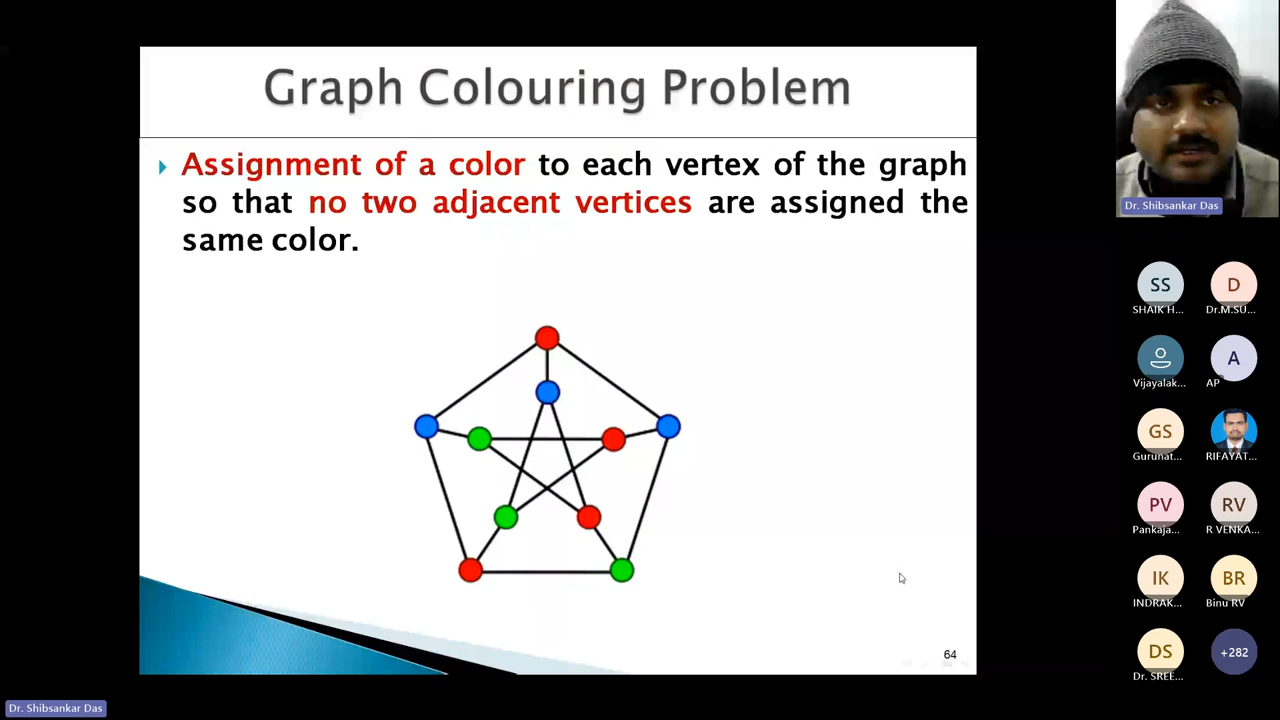 Graph Colouring Problem
Assignment of a color to each vertex of the graph
so that no two adjacent vertices are assigned the
same color.
64
Dr. Shibsankar Das
SS
D
SHAIK H...
Dr.M.SU...
A
Vijayalak...
AP
GS
Gurunat...
RIFAYAT...
PV
RV
Pankaja...
R VENKA...
IK
BR
INDRAK...
Binu RV
DS
+282
Dr. SREE...
Dr. Shibsankar Das